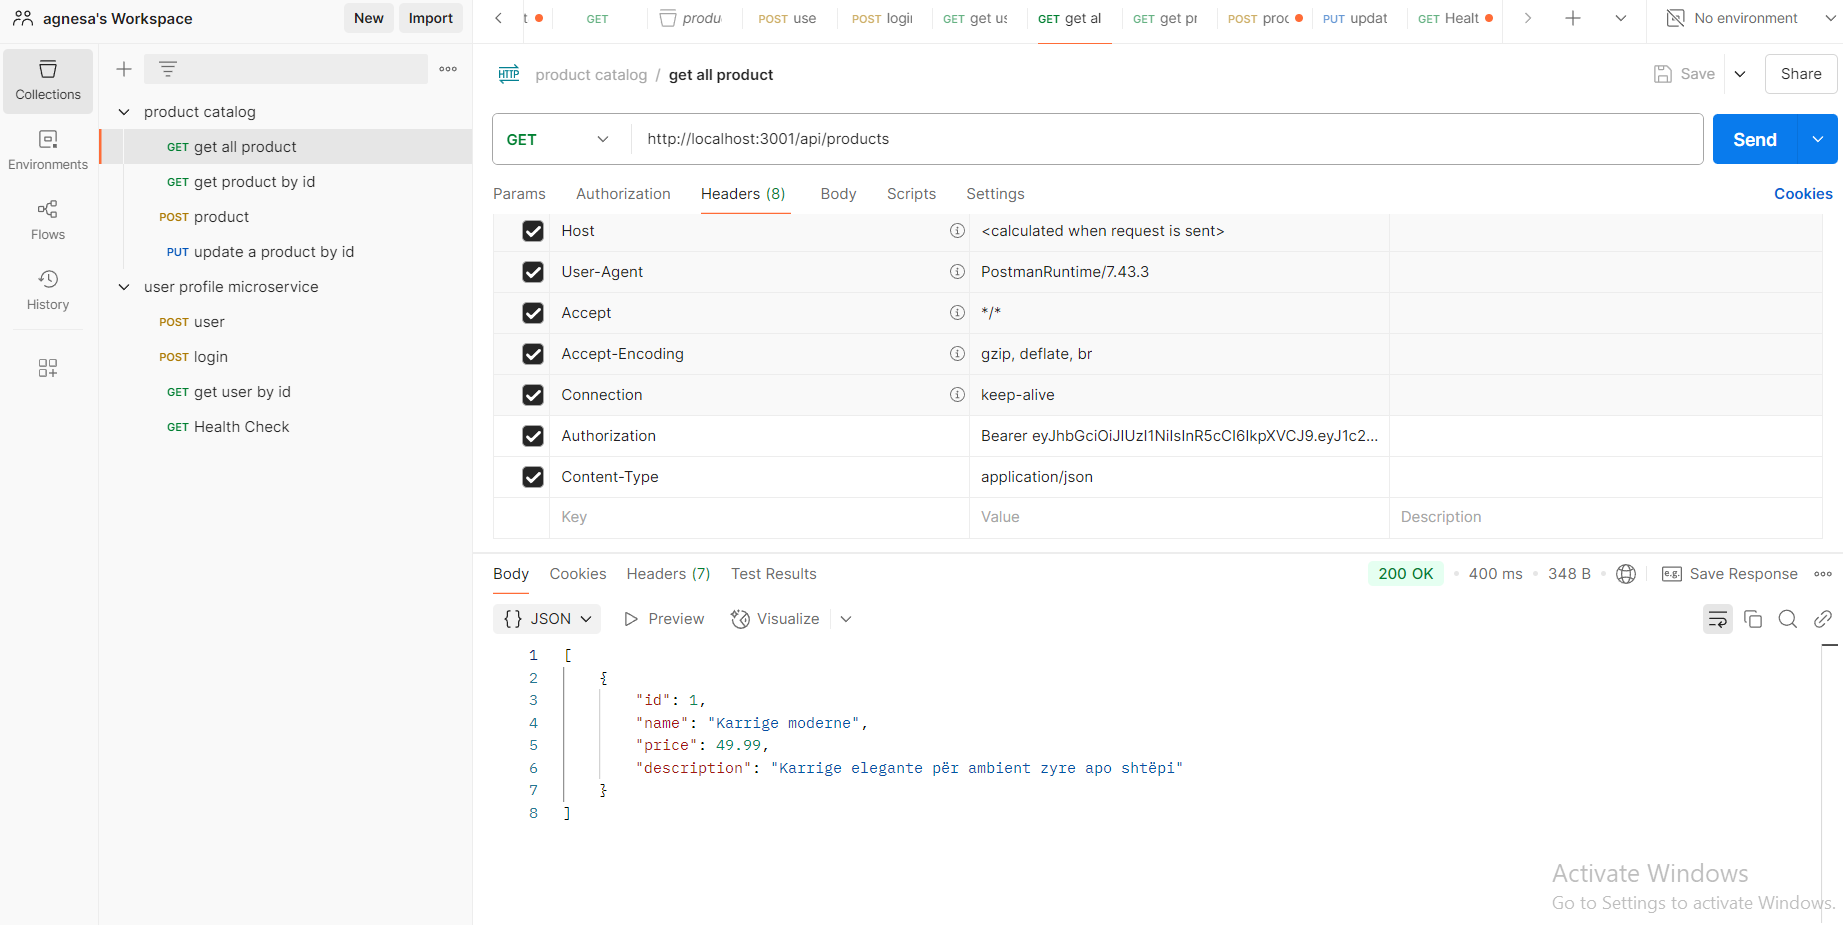 agnesa's Workspace
New
Import
t
GET
produ
POST use
POST logi
GET get us
GET get al
GET get pr
POST proc
PUT updat
GET Healt
No environment
Collections
Environments
Flows
History
product catalog
GET get all product
GET get product by id
POST product
PUT update a product by id
user profile microservice
POST user
POST login
GET get user by id
GET Health Check
HTTP product catalog / get all product
Save
Share
GET
http://localhost:3001/api/products
Send
Params
Authorization
Headers (8)
Body
Scripts
Settings
Cookies
Host <calculated when request is sent>
User-Agent PostmanRuntime/7.43.3
Accept */*
Accept-Encoding gzip, deflate, br
Connection keep-alive
Authorization Bearer eyJhbGciOiJIUzI1NiIsInR5cCI6IkpXVCJ9.eyJ1c2...
Content-Type application/json
Key Value Description
Body
Cookies
Headers (7)
Test Results
200 OK
400 ms
348 B
e.g. Save Response
{} JSON
Preview
Visualize
1 [
2 {
3 "id": 1,
4 "name": "Karrige moderne",
5 "price": 49.99,
6 "description": "Karrige elegante për ambient zyre apo shtëpi"
7 }
8 ]
Activate Windows
Go to Settings to activate Windows.